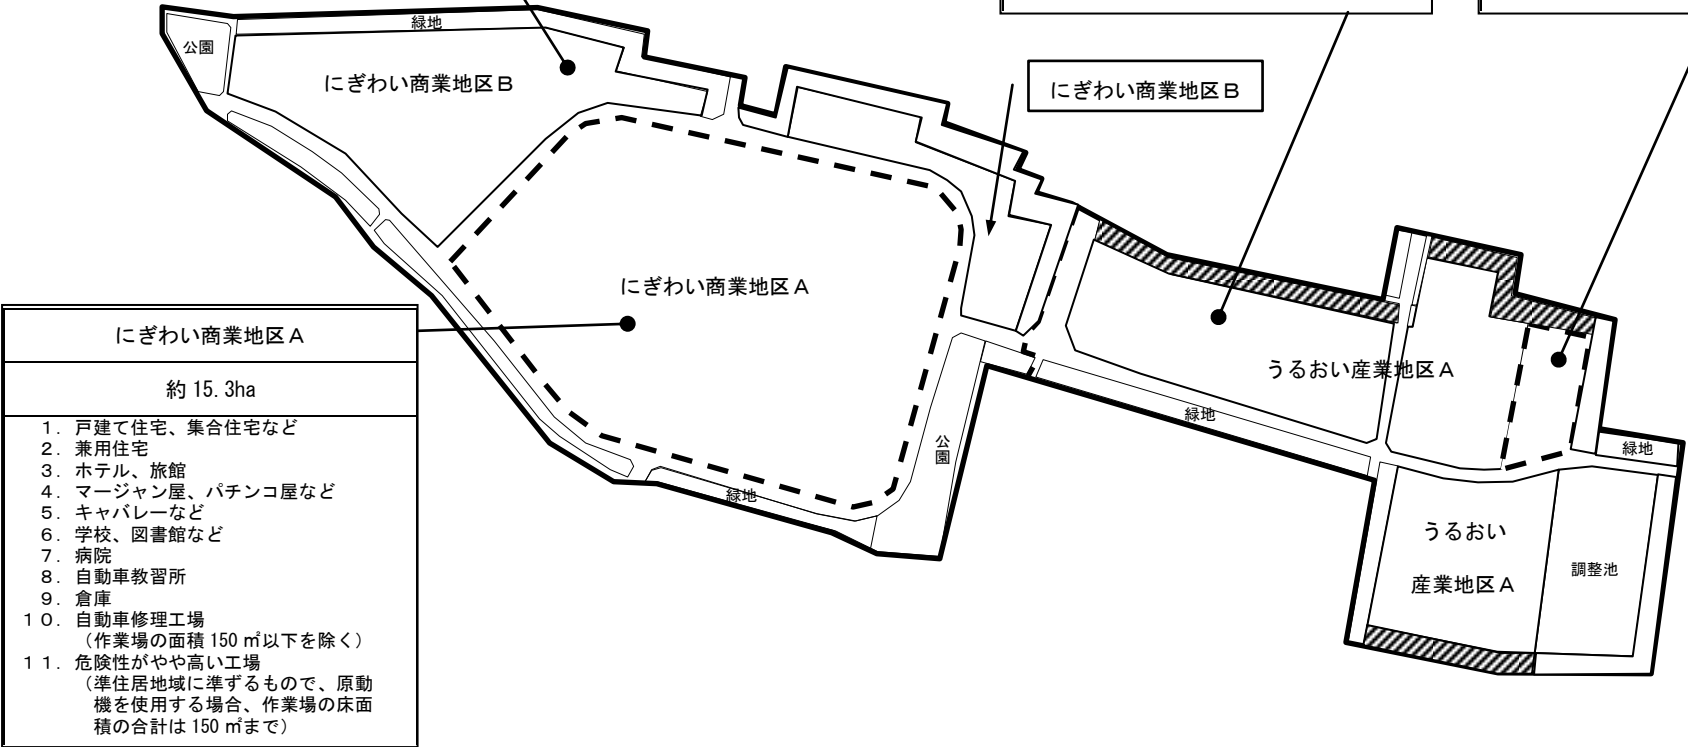 緑地
公園
にぎわい商業地区B
にぎわい商業地区B
にぎわい商業地区A
うるおい産業地区A
緑地
公園
緑地
緑地
うるおい
産業地区A
調整池
にぎわい商業地区A
約 15.3ha
1. 戸建て住宅、集合住宅など
2. 兼用住宅
3. ホテル、旅館
4. マージャン屋、パチンコ屋など
5. キャバレーなど
6. 学校、図書館など
7. 病院
8. 自動車教習所
9. 倉庫
10. 自動車修理工場
(作業場の面積 150 ㎡以下を除く)
11. 危険性がやや高い工場
(準住居地域に準ずるもので、原動
機を使用する場合、作業場の床面
積の合計は 150 ㎡まで)